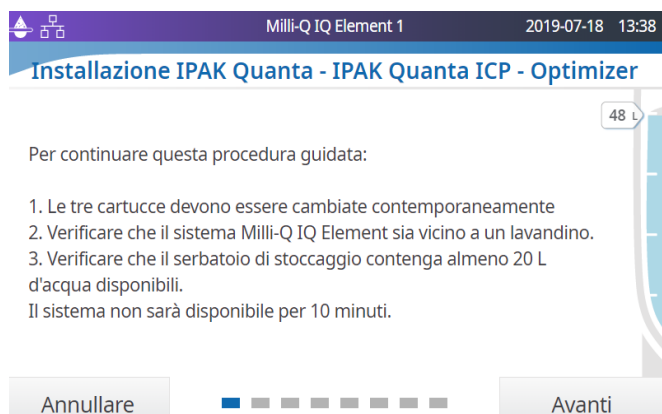 Milli-Q IQ Element 1 2019-07-18 13:38
Installazione IPAK Quanta - IPAK Quanta ICP - Optimizer
48 L
Per continuare questa procedura guidata:
1. Le tre cartucce devono essere cambiate contemporaneamente
2. Verificare che il sistema Milli-Q IQ Element sia vicino a un lavandino.
3. Verificare che il serbatoio di stoccaggio contenga almeno 20 L
d'acqua disponibili.
Il sistema non sarà disponibile per 10 minuti.
Annullare Avanti